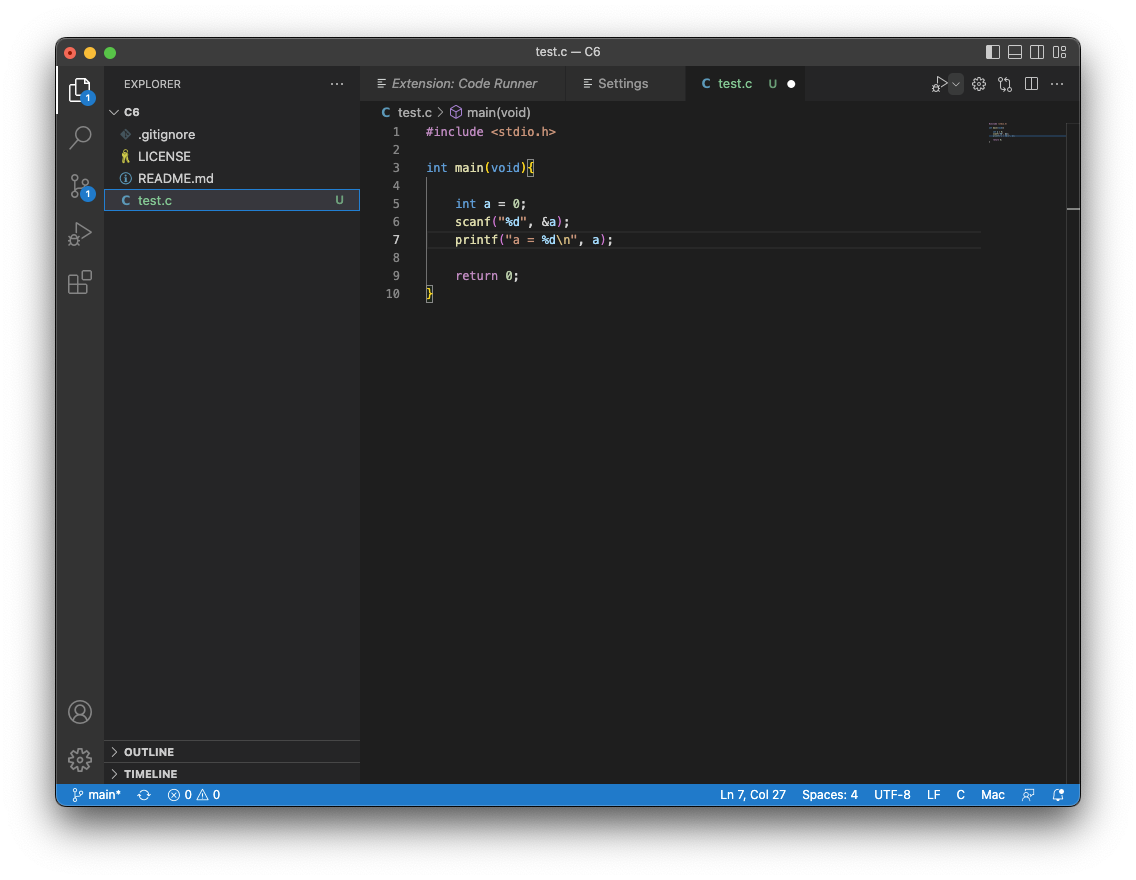 test.c — C6
EXPLORER
Extension: Code Runner
Settings
C test.c U
1
1
C6
.gitignore
LICENSE
README.md
C test.c U
C test.c > main(void)
1 #include <stdio.h>
2
3 int main(void){
4
5 int a = 0;
6 scanf("%d", &a);
7 printf("a = %d\n", a);
8
9 return 0;
10 }
OUTLINE
TIMELINE
main* 0 0 Ln 7, Col 27 Spaces: 4 UTF-8 LF C Mac